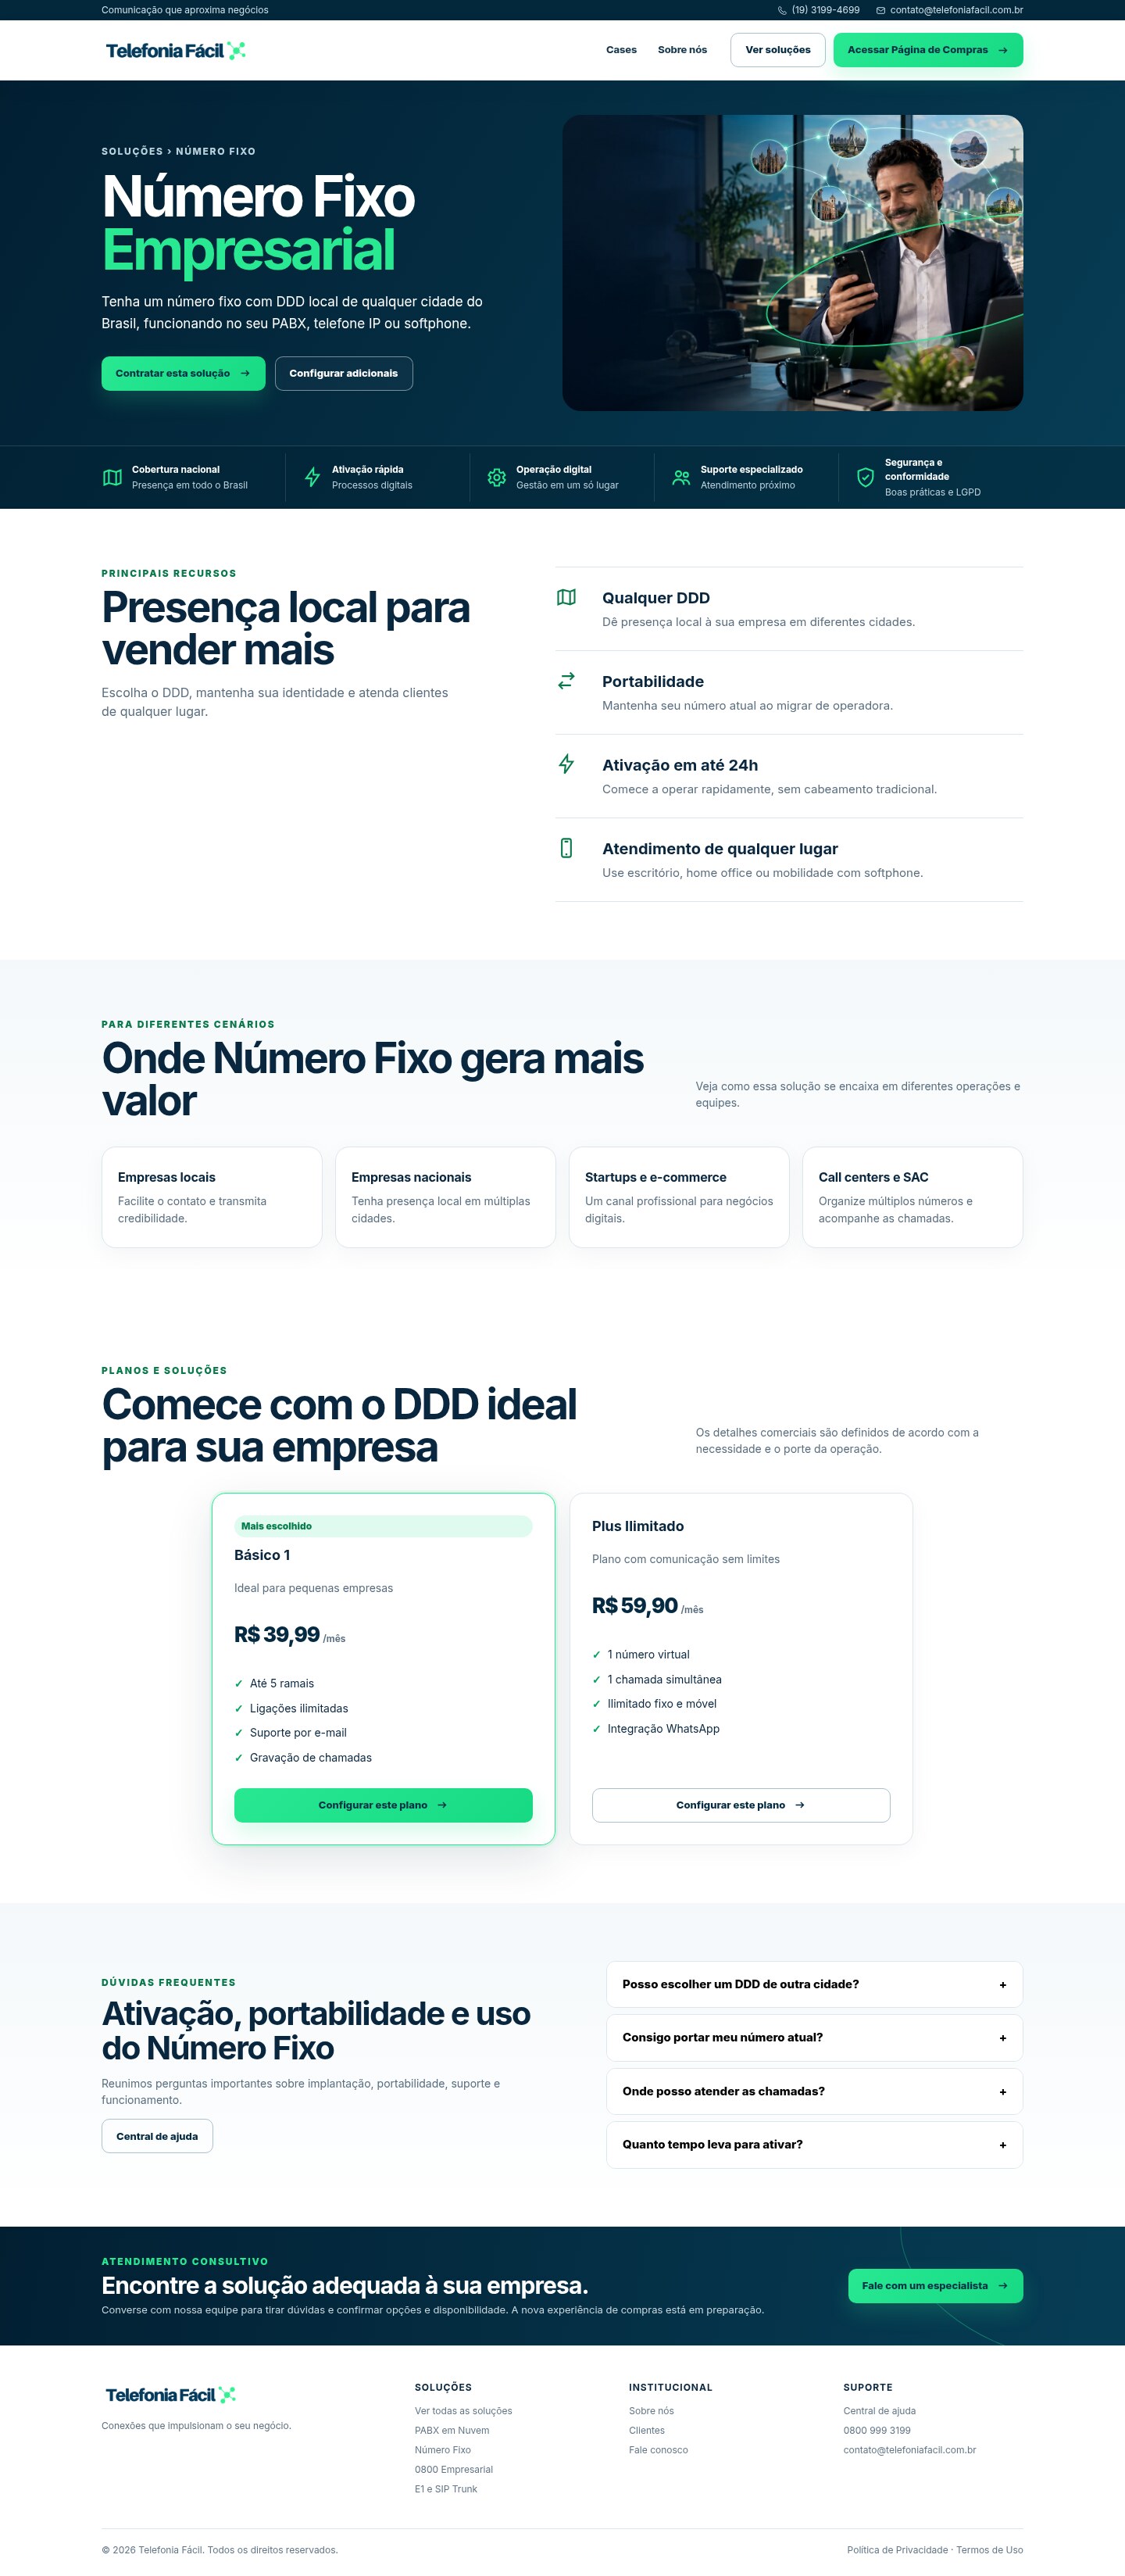 Comunicação que aproxima negócios
(19) 3199-4699
contato@telefoniafacil.com.br
Telefonia Fácil
Cases
Sobre nós
Ver soluções
Acessar Página de Compras →
SOLUÇÕES › NÚMERO FIXO
Número Fixo
Empresarial
Tenha um número fixo com DDD local de qualquer cidade do
Brasil, funcionando no seu PABX, telefone IP ou softphone.
Contratar esta solução →
Configurar adicionais
Cobertura nacional
Presença em todo o Brasil
Ativação rápida
Processos digitais
Operação digital
Gestão em um só lugar
Suporte especializado
Atendimento próximo
Segurança e
conformidade
Boas práticas e LGPD
PRINCIPAIS RECURSOS
Presença local para
vender mais
Escolha o DDD, mantenha sua identidade e atenda clientes
de qualquer lugar.
Qualquer DDD
Dê presença local à sua empresa em diferentes cidades.
Portabilidade
Mantenha seu número atual ao migrar de operadora.
Ativação em até 24h
Comece a operar rapidamente, sem cabeamento tradicional.
Atendimento de qualquer lugar
Use escritório, home office ou mobilidade com softphone.
PARA DIFERENTES CENÁRIOS
Onde Número Fixo gera mais
valor
Veja como essa solução se encaixa em diferentes operações e
equipes.
Empresas locais
Facilite o contato e transmita
credibilidade.
Empresas nacionais
Tenha presença local em múltiplas
cidades.
Startups e e-commerce
Um canal profissional para negócios
digitais.
Call centers e SAC
Organize múltiplos números e
acompanhe as chamadas.
PLANOS E SOLUÇÕES
Comece com o DDD ideal
para sua empresa
Os detalhes comerciais são definidos de acordo com a
necessidade e o porte da operação.
Mais escolhido
Básico 1
Ideal para pequenas empresas
R$ 39,99 /mês
✓ Até 5 ramais
✓ Ligações ilimitadas
✓ Suporte por e-mail
✓ Gravação de chamadas
Configurar este plano →
Plus Ilimitado
Plano com comunicação sem limites
R$ 59,90 /mês
✓ 1 número virtual
✓ 1 chamada simultânea
✓ Ilimitado fixo e móvel
✓ Integração WhatsApp
Configurar este plano →
DÚVIDAS FREQUENTES
Ativação, portabilidade e uso
do Número Fixo
Reunimos perguntas importantes sobre implantação, portabilidade, suporte e
funcionamento.
Central de ajuda
Posso escolher um DDD de outra cidade? +
Consigo portar meu número atual? +
Onde posso atender as chamadas? +
Quanto tempo leva para ativar? +
ATENDIMENTO CONSULTIVO
Encontre a solução adequada à sua empresa.
Converse com nossa equipe para tirar dúvidas e confirmar opções e disponibilidade. A nova experiência de compras está em preparação.
Fale com um especialista →
Telefonia Fácil
Conexões que impulsionam o seu negócio.
SOLUÇÕES
Ver todas as soluções
PABX em Nuvem
Número Fixo
0800 Empresarial
E1 e SIP Trunk
INSTITUCIONAL
Sobre nós
Clientes
Fale conosco
SUPORTE
Central de ajuda
0800 999 3199
contato@telefoniafacil.com.br
© 2026 Telefonia Fácil. Todos os direitos reservados.
Política de Privacidade · Termos de Uso